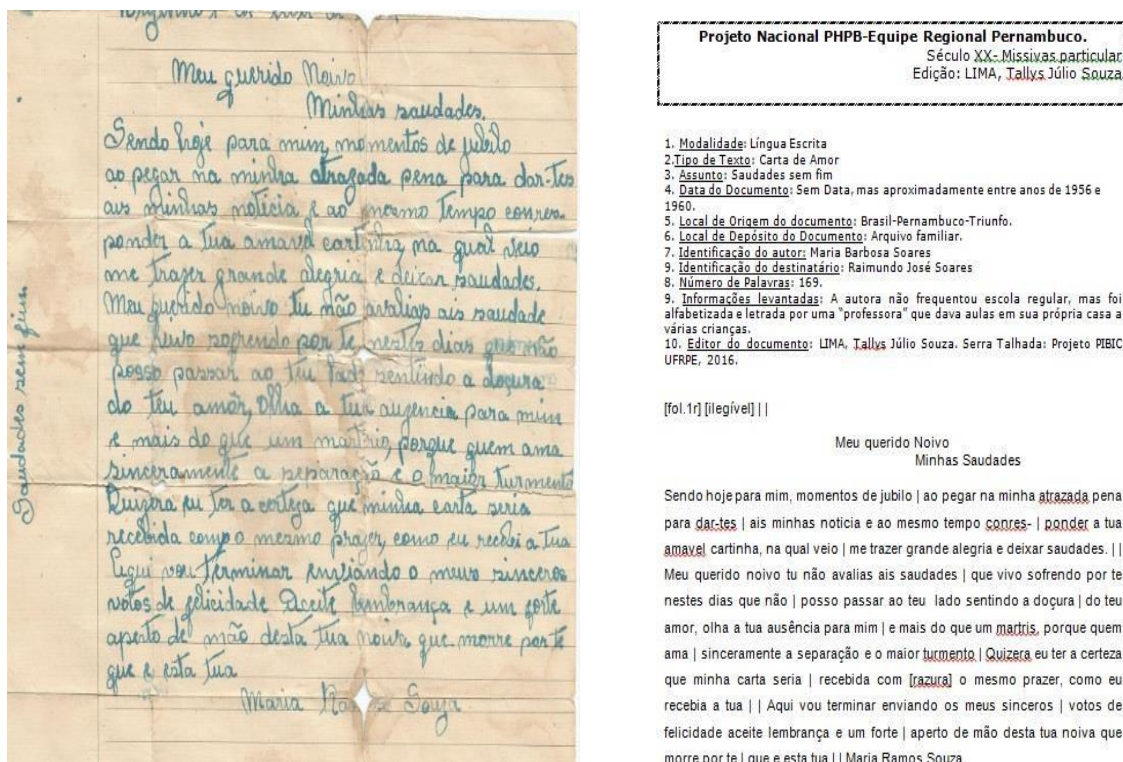 Meu querido Noivo
Minhas saudades.
Sendo hoje para mim, momentos de jubilo
ao pegar na minha atrazada pena para dar-tes
ais minhas noticia e ao mesmo tempo conres-
ponder a tua amavel cartinha, na qual veio
me trazer grande alegria e deixar saudades.
Meu querido noivo tu não avalias ais saudade
que vivo sofrendo por te nestes dias que não
posso passar ao teu lado sentindo a doçura
do teu amôr, olha a tua auzencia para mim
e mais do que um martrio, porque quem ama
sinceramente a separação e o maior turmento
Quizera eu ter a certeza que minha carta seria
recebida com o mesmo prazer, como eu recebi a tua
Aqui vou terminar enviando o meus sinceros
votos de felicidade Aceite lembrança e um forte
aperto de mão desta tua noiva que morre por te
que e esta tua
Maria Souza
Saudades sem fim
Projeto Nacional PHPB-Equipe Regional Pernambuco.
Século XX- Missivas particular
Edição: LIMA, Tallys Júlio Souza
1. Modalidade: Língua Escrita
2.Tipo de Texto: Carta de Amor
3. Assunto: Saudades sem fim
4. Data do Documento: Sem Data, mas aproximadamente entre anos de 1956 e
1960.
5. Local de Origem do documento: Brasil-Pernambuco-Triunfo.
6. Local de Depósito do Documento: Arquivo familiar.
7. Identificação do autor: Maria Barbosa Soares
9. Identificação do destinatário: Raimundo José Soares
8. Número de Palavras: 169.
9. Informações levantadas: A autora não frequentou escola regular, mas foi
alfabetizada e letrada por uma "professora" que dava aulas em sua própria casa a
várias crianças.
10. Editor do documento: LIMA, Tallys Júlio Souza. Serra Talhada: Projeto PIBIC
UFRPE, 2016.
[fol.1r] [ilegível] | |
Meu querido Noivo
Minhas Saudades
Sendo hoje para mim, momentos de jubilo | ao pegar na minha atrazada pena
para dar-tes | ais minhas noticia e ao mesmo tempo conres- | ponder a tua
amavel cartinha, na qual veio | me trazer grande alegria e deixar saudades. | |
Meu querido noivo tu não avalias ais saudades | que vivo sofrendo por te
nestes dias que não | posso passar ao teu lado sentindo a doçura | do teu
amor, olha a tua ausência para mim | e mais do que um martris, porque quem
ama | sinceramente a separação e o maior turmento | Quizera eu ter a certeza
que minha carta seria | recebida com [razura] o mesmo prazer, como eu
recebia a tua | | Aqui vou terminar enviando os meus sinceros | votos de
felicidade aceite lembrança e um forte | aperto de mão desta tua noiva que
morre por te | que e esta tua | | Maria Ramos Souza.